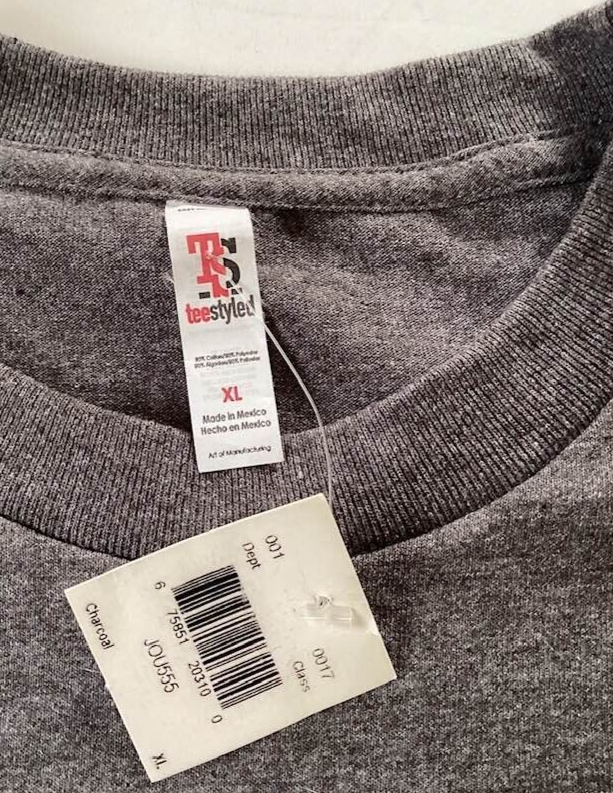 TS
teestyled
XL
Made in Mexico
Hecho en Mexico
Art of Manufacturing
001
Dept
0017
Class
6 75851 20310 0
JOU555
Charcoal
XL